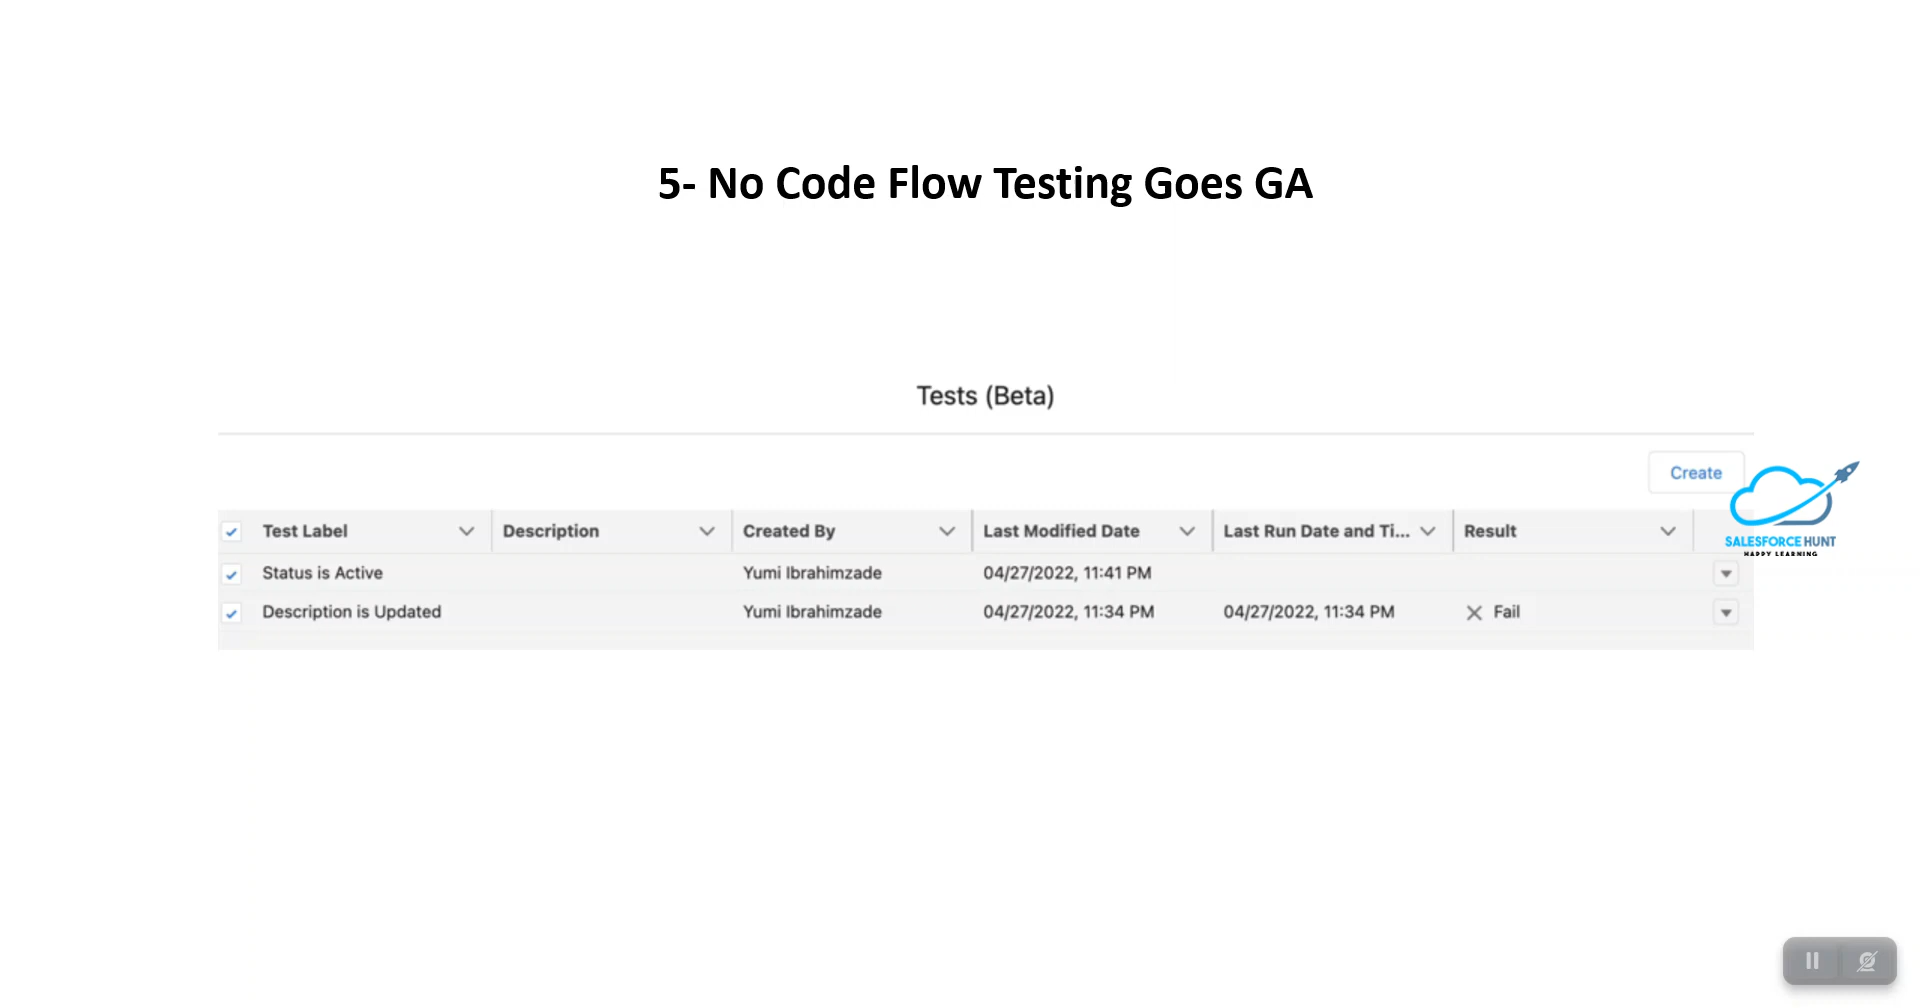 5- No Code Flow Testing Goes GA
Tests (Beta)
Create
Test Label Description Created By Last Modified Date Last Run Date and Ti... Result
Status is Active Yumi Ibrahimzade 04/27/2022, 11:41 PM
Description is Updated Yumi Ibrahimzade 04/27/2022, 11:34 PM 04/27/2022, 11:34 PM Fail
SALESFORCE HUNT
HAPPY LEARNING